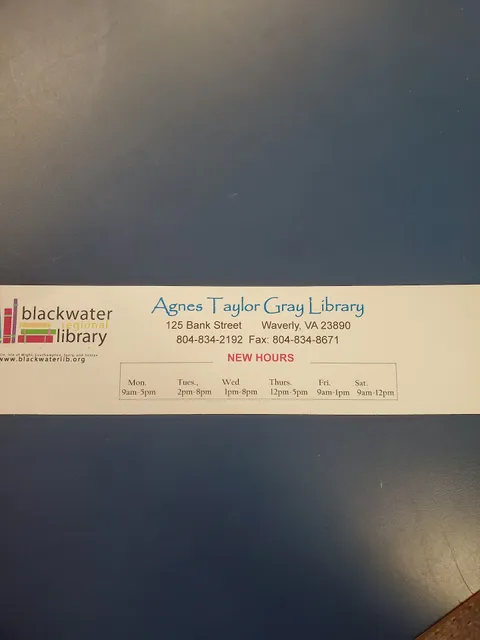 blackwater
regional
library
www.blackwaterlib.org
Agnes Taylor Gray Library
125 Bank Street Waverly, VA 23890
804-834-2192 Fax: 804-834-8671
NEW HOURS
Mon. Tues., Wed Thurs. Fri. Sat.
9am-5pm 2pm-8pm 1pm-8pm 12pm-5pm 9am-1pm 9am-12pm